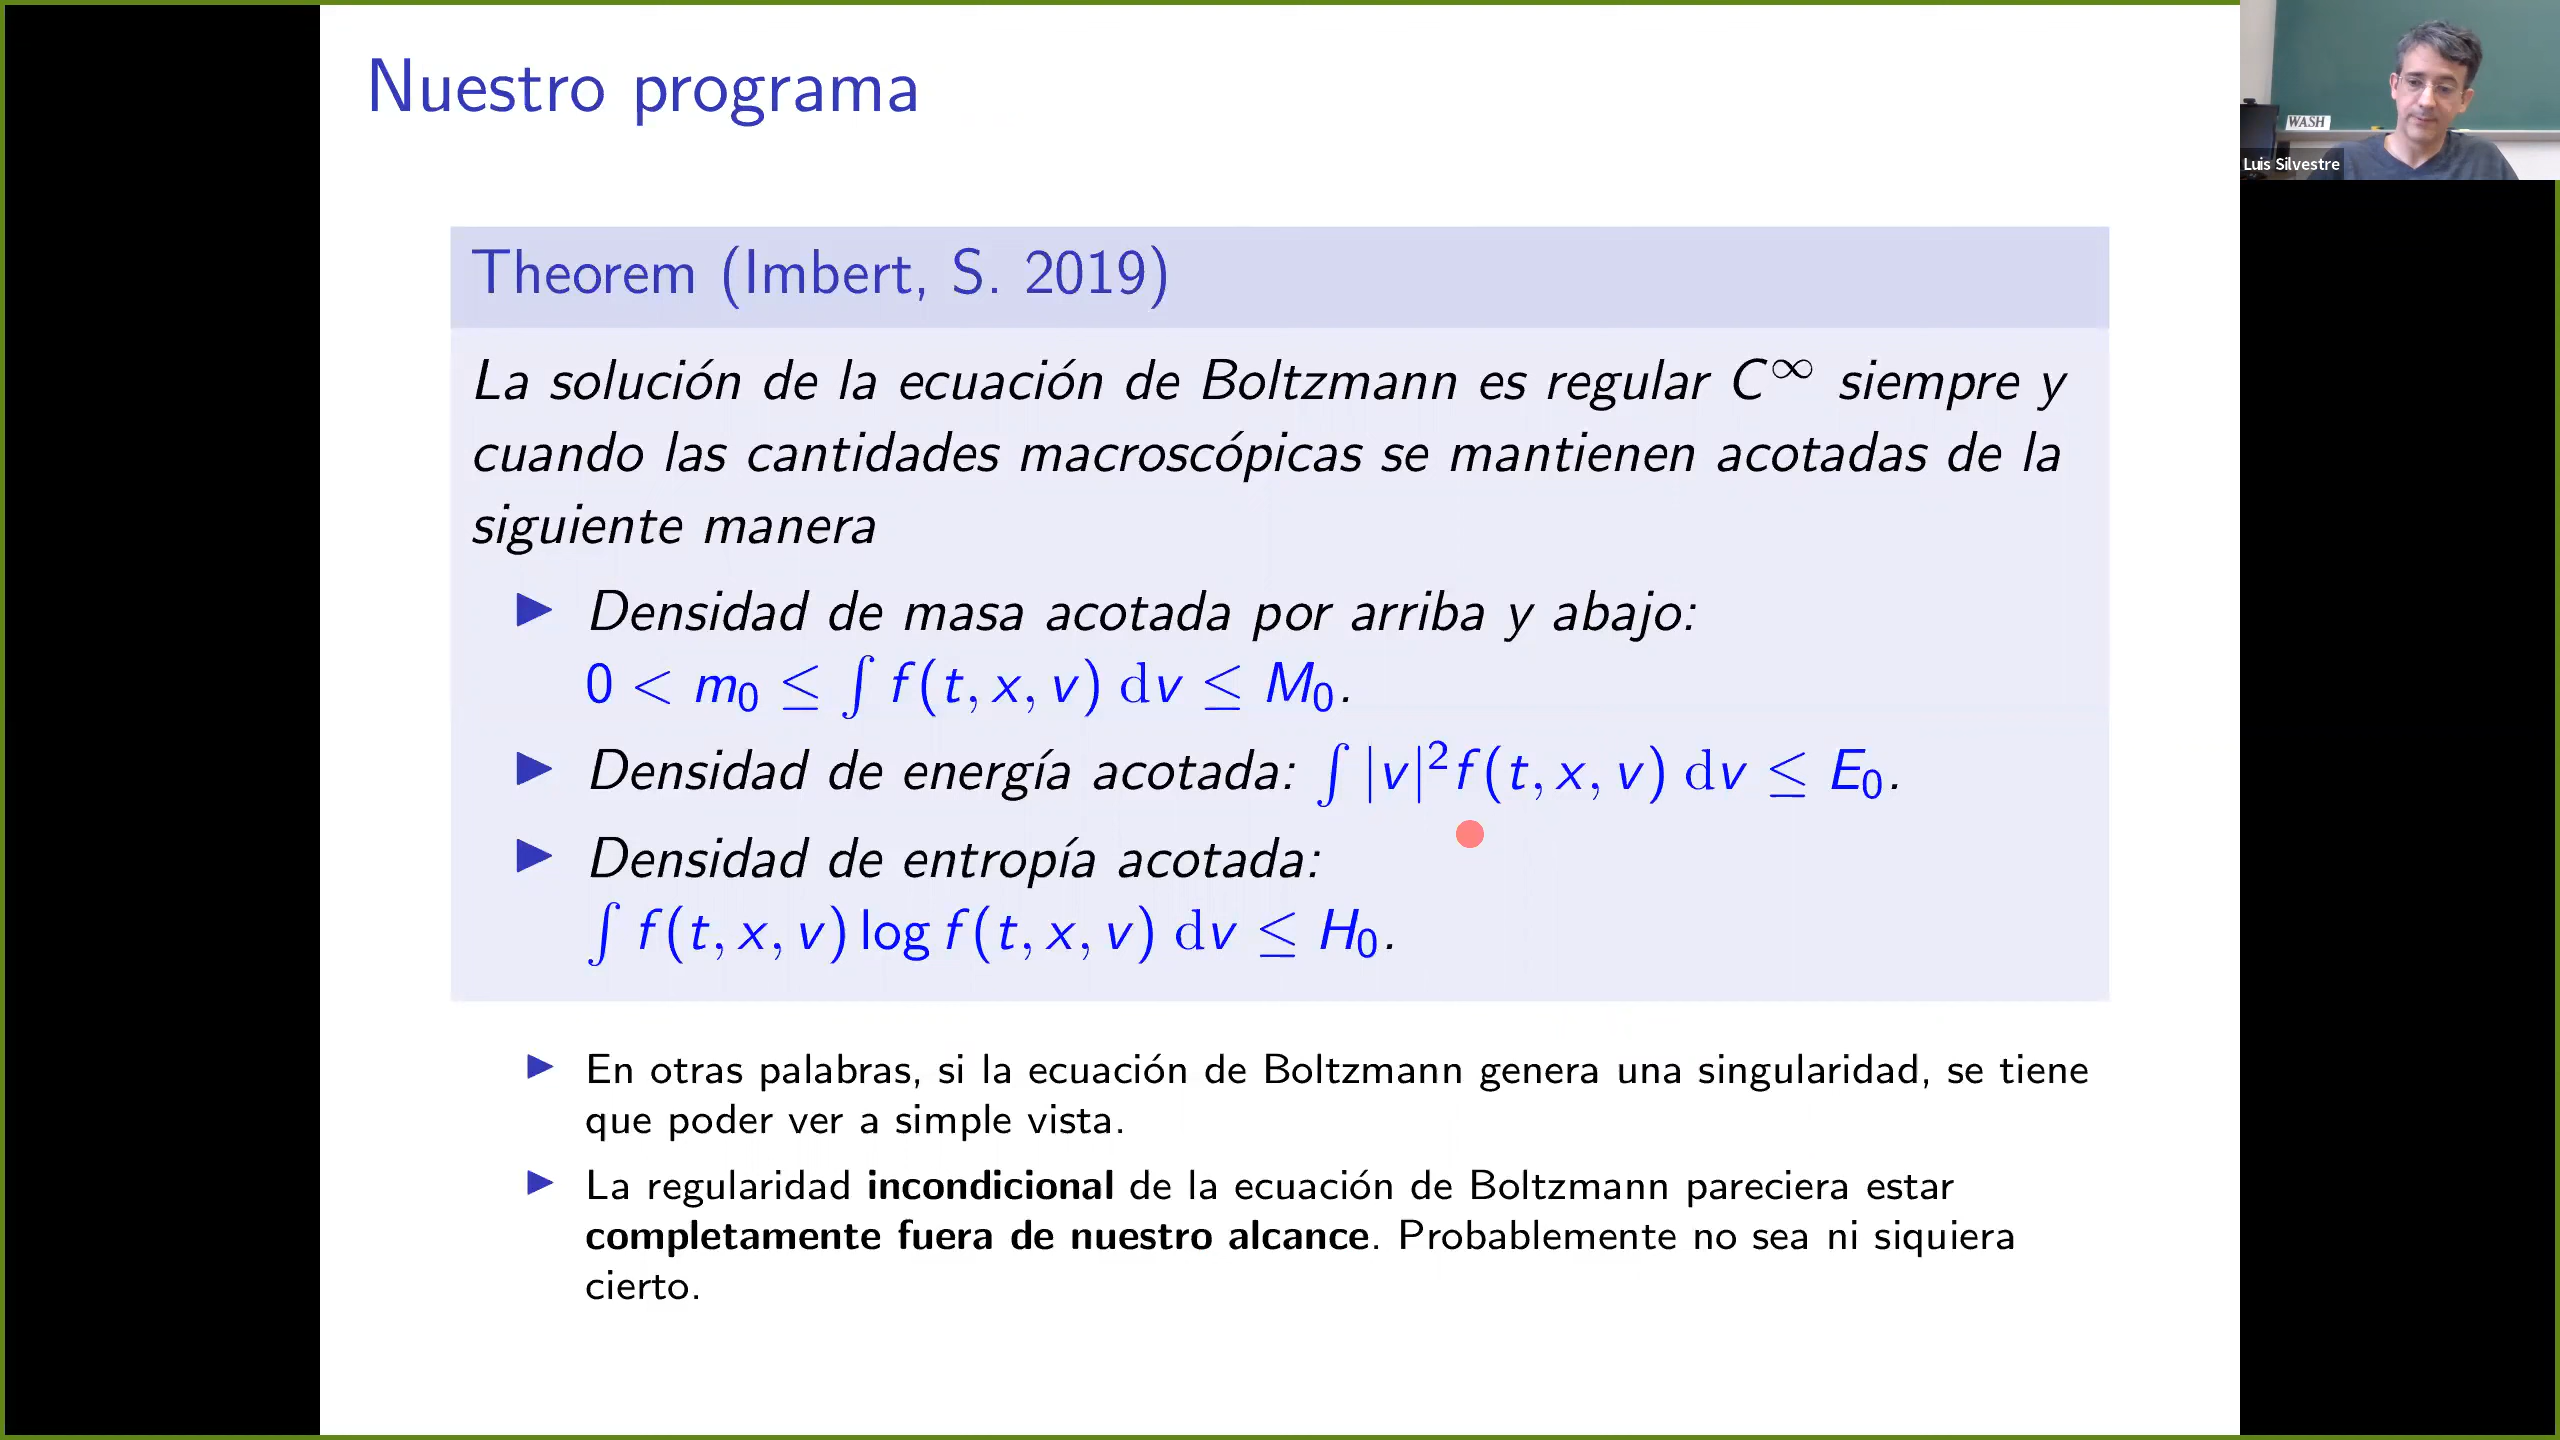 Nuestro programa
WASH
Luis Silvestre
Theorem (Imbert, S. 2019)
La solución de la ecuación de Boltzmann es regular C^∞ siempre y
cuando las cantidades macroscópicas se mantienen acotadas de la
siguiente manera
▶ Densidad de masa acotada por arriba y abajo:
0 < m₀ ≤ ∫ f(t, x, v) dv ≤ M₀.
▶ Densidad de energía acotada: ∫ |v|² f(t, x, v) dv ≤ E₀.
▶ Densidad de entropía acotada:
∫ f(t, x, v) log f(t, x, v) dv ≤ H₀.
▶ En otras palabras, si la ecuación de Boltzmann genera una singularidad, se tiene
que poder ver a simple vista.
▶ La regularidad incondicional de la ecuación de Boltzmann pareciera estar
completamente fuera de nuestro alcance. Probablemente no sea ni siquiera
cierto.